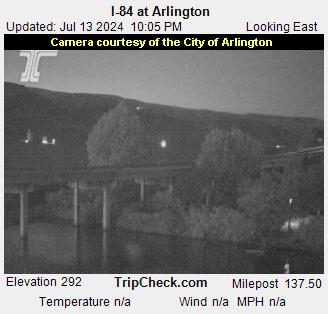 I-84 at Arlington
Updated: Jul 13 2024 10:05 PM Looking East
Camera courtesy of the City of Arlington
Elevation 292 TripCheck.com Milepost 137.50
Temperature n/a Wind n/a MPH n/a